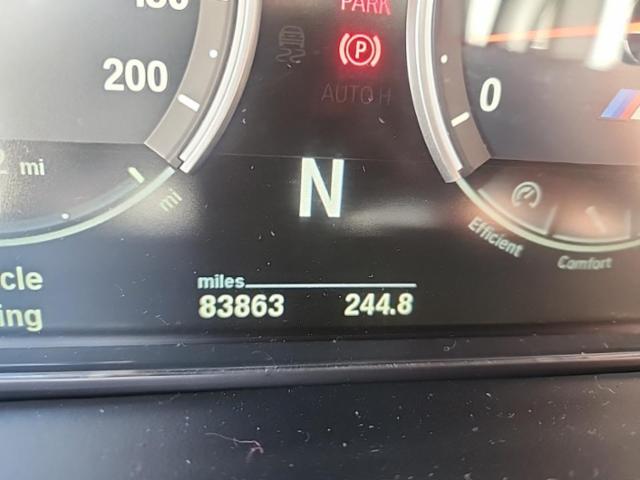 PARK
200
P
0
AUTO H
mi
N
mi
Efficient
Comfort
cle
miles
ing
83863 244.8